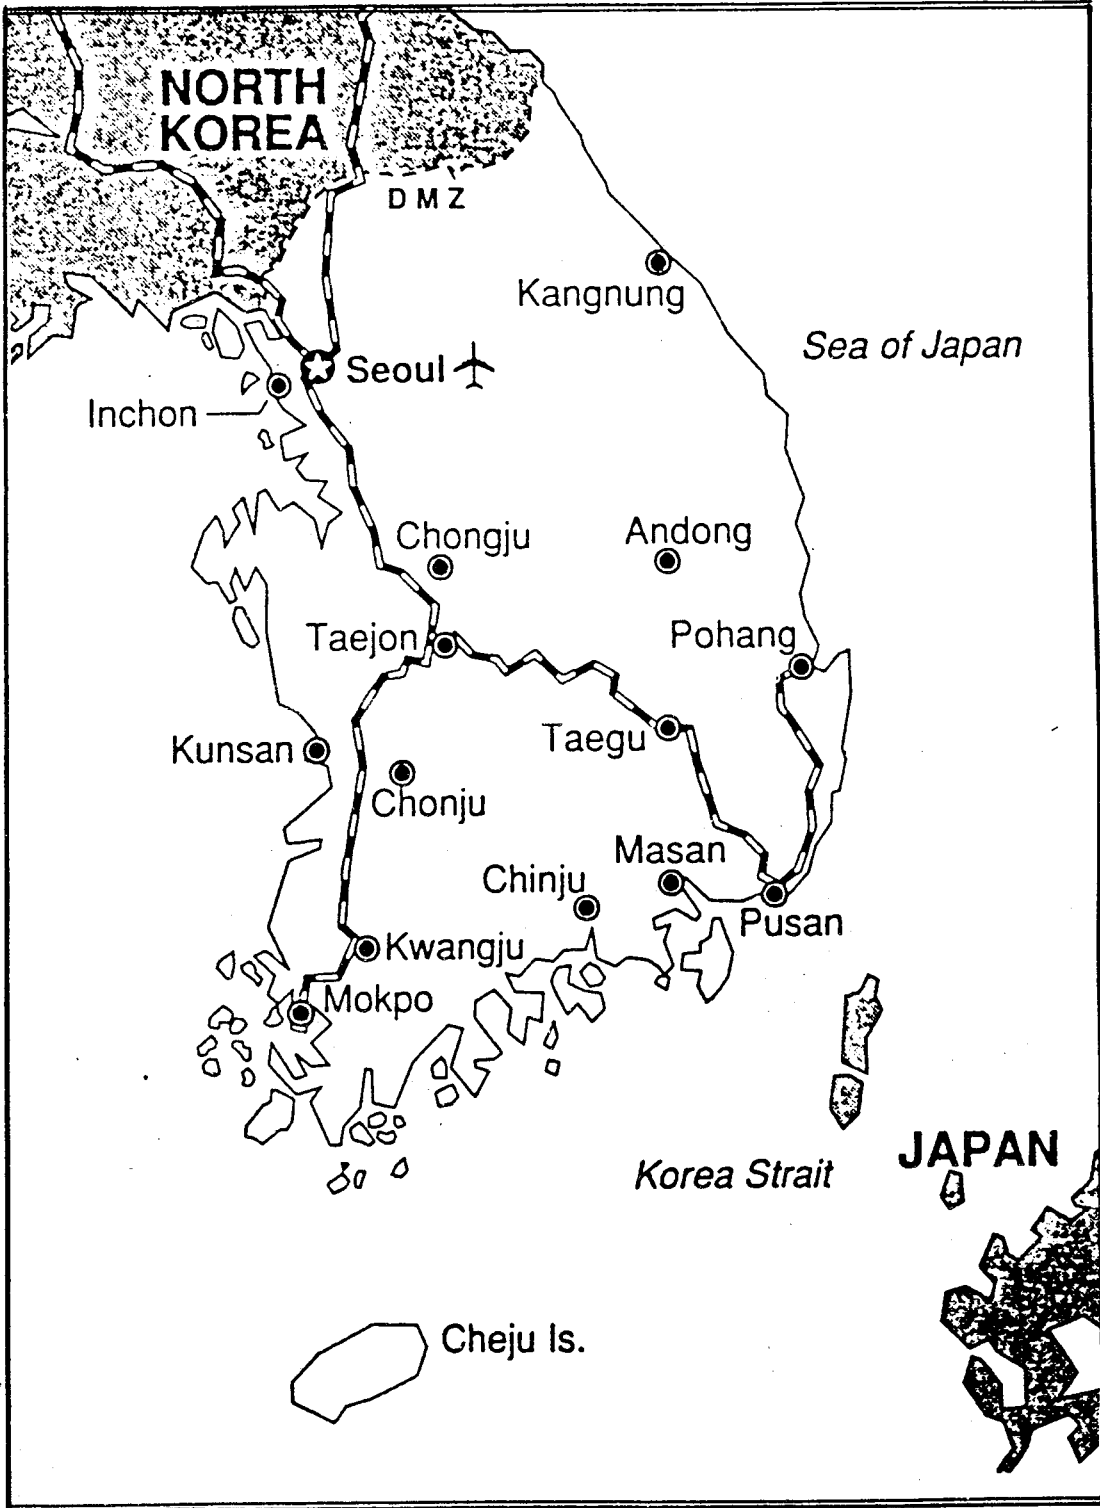 NORTH
KOREA
DMZ
Kangnung
Sea of Japan
Seoul
Inchon
Chongju
Andong
Taejon
Pohang
Taegu
Kunsan
Chonju
Masan
Chinju
Pusan
Kwangju
Mokpo
JAPAN
Korea Strait
Cheju Is.